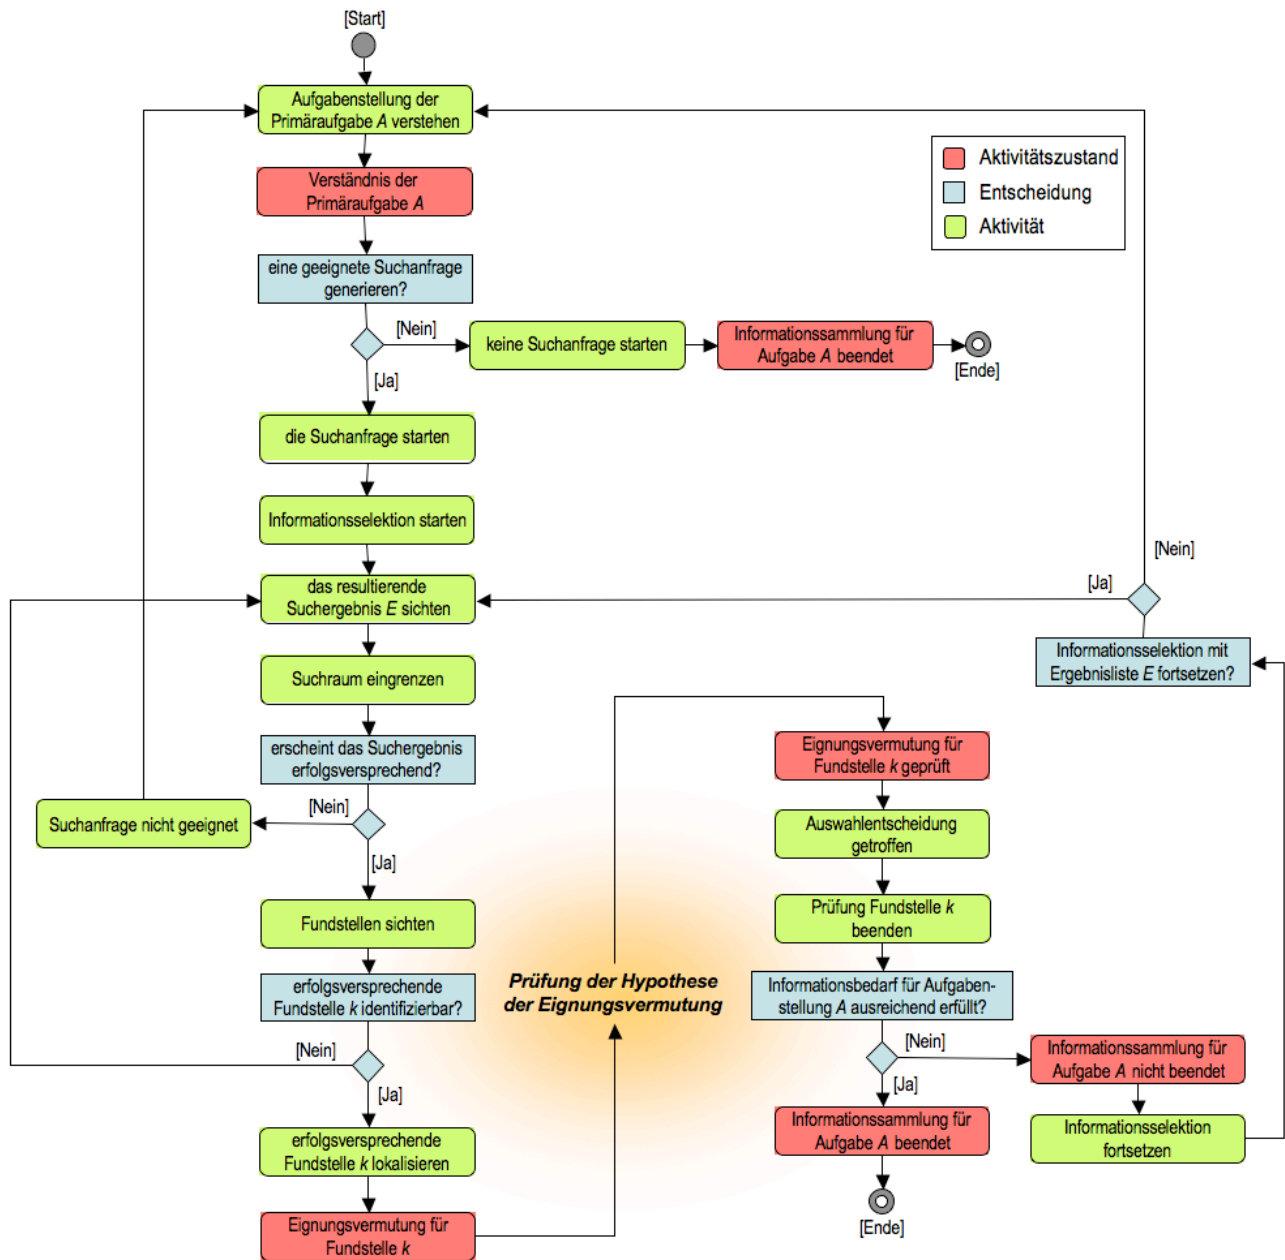 [Start]
Aufgabenstellung der
Primäraufgabe A verstehen
Verständnis der
Primäraufgabe A
eine geeignete Suchanfrage
generieren?
[Nein]
[Ja]
keine Suchanfrage starten
Informationssammlung für
Aufgabe A beendet
[Ende]
Aktivitätszustand
Entscheidung
Aktivität
die Suchanfrage starten
Informationsselektion starten
das resultierende
Suchergebnis E sichten
Suchraum eingrenzen
erscheint das Suchergebnis
erfolgsversprechend?
[Nein]
Suchanfrage nicht geeignet
[Ja]
Fundstellen sichten
erfolgsversprechende
Fundstelle k identifizierbar?
[Nein]
[Ja]
erfolgsversprechende
Fundstelle k lokalisieren
Eignungsvermutung für
Fundstelle k
Prüfung der Hypothese
der Eignungsvermutung
Eignungsvermutung für
Fundstelle k geprüft
Auswahlentscheidung
getroffen
Prüfung Fundstelle k
beenden
Informationsbedarf für Aufgaben-
stellung A ausreichend erfüllt?
[Nein]
[Ja]
Informationssammlung für
Aufgabe A beendet
[Ende]
Informationssammlung für
Aufgabe A nicht beendet
Informationsselektion
fortsetzen
Informationsselektion mit
Ergebnisliste E fortsetzen?
[Ja]
[Nein]